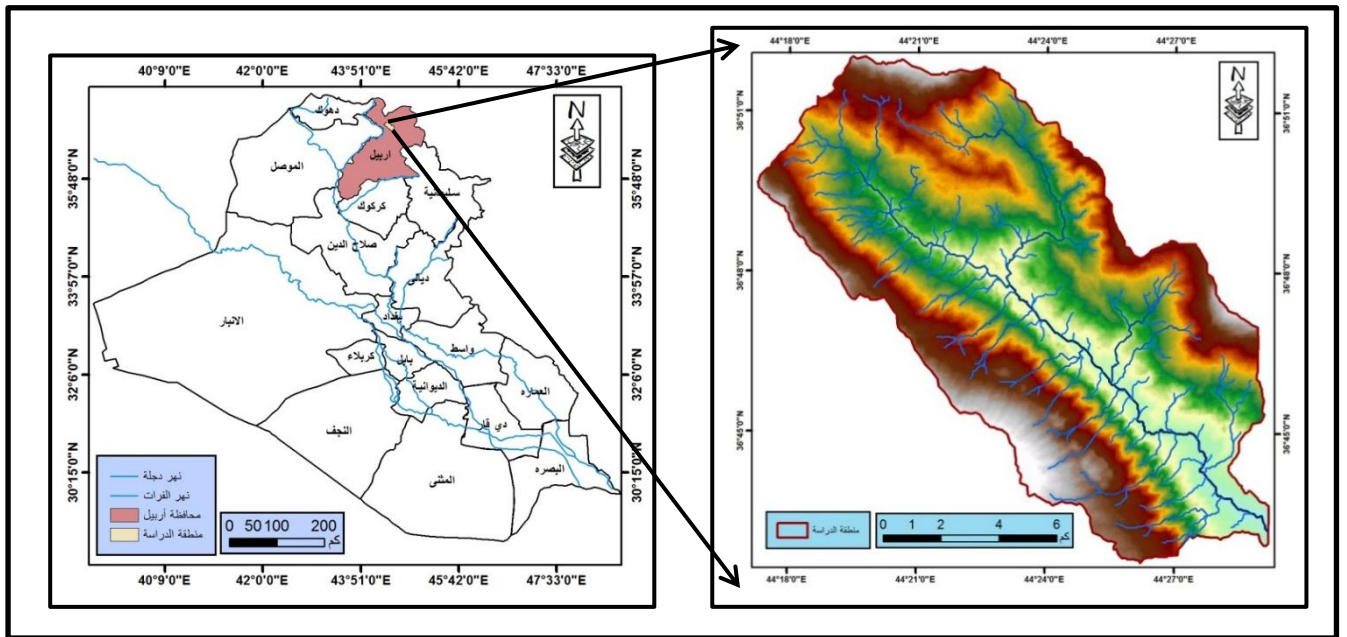 40°9'0"E 42°0'0"E 43°51'0"E 45°42'0"E 47°33'0"E
N
دهوك
اربيل
الموصل
سليمانية
كركوك
صلاح الدين
ديالى
بغداد
الانبار
واسط
كربلاء
بابل
الديوانية
العماره
النجف
ذي قار
البصره
المثنى
35°48'0"N
33°57'0"N
32°6'0"N
30°15'0"N
35°48'0"N
33°57'0"N
32°6'0"N
30°15'0"N
نهر دجلة
نهر الفرات
محافظة أربيل
منطقة الدراسة
0 50 100 200
كم
40°9'0"E 42°0'0"E 43°51'0"E 45°42'0"E 47°33'0"E
44°18'0"E 44°21'0"E 44°24'0"E 44°27'0"E
N
36°51'0"N
36°48'0"N
36°45'0"N
36°51'0"N
36°48'0"N
36°45'0"N
منطقة الدراسة
0 1 2 4 6
كم
44°18'0"E 44°21'0"E 44°24'0"E 44°27'0"E